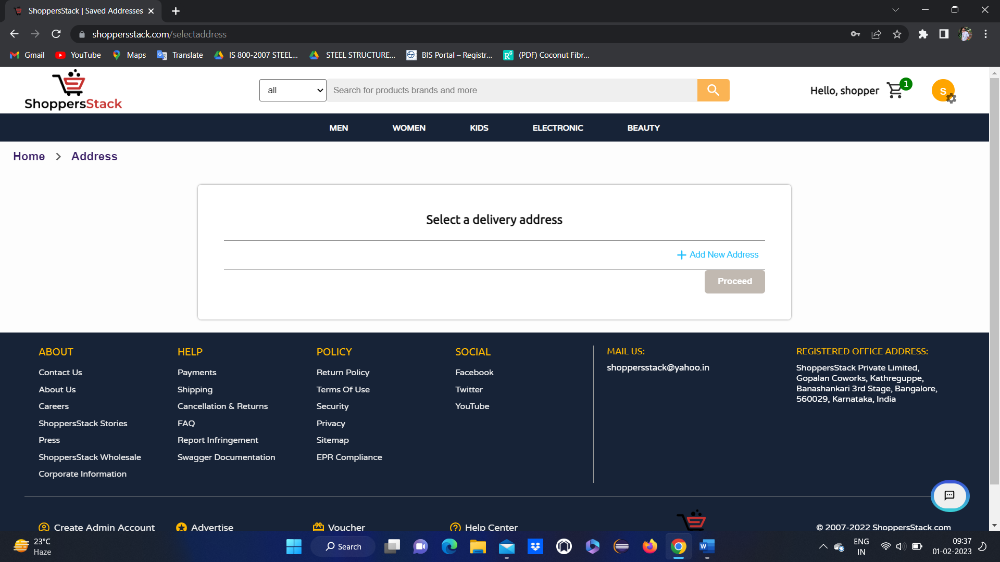 ShoppersStack | Saved Addresses
shoppersstack.com/selectaddress
Gmail
YouTube
Maps
Translate
IS 800-2007 STEEL...
STEEL STRUCTURE...
BIS Portal – Registr...
(PDF) Coconut Fibr...
ShoppersStack
all
Search for products brands and more
Hello, shopper
1
S
MEN
WOMEN
KIDS
ELECTRONIC
BEAUTY
Home > Address
Select a delivery address
+ Add New Address
Proceed
ABOUT
Contact Us
About Us
Careers
ShoppersStack Stories
Press
ShoppersStack Wholesale
Corporate Information
HELP
Payments
Shipping
Cancellation & Returns
FAQ
Report Infringement
Swagger Documentation
POLICY
Return Policy
Terms Of Use
Security
Privacy
Sitemap
EPR Compliance
SOCIAL
Facebook
Twitter
YouTube
MAIL US:
shoppersstack@yahoo.in
REGISTERED OFFICE ADDRESS:
ShoppersStack Private Limited,
Gopalan Coworks, Kathreguppe,
Banashankari 3rd Stage, Bangalore,
560029, Karnataka, India
Create Admin Account
Advertise
Voucher
Help Center
© 2007-2022 ShoppersStack.com
23°C
Haze
Search
ENG
IN
09:37
01-02-2023